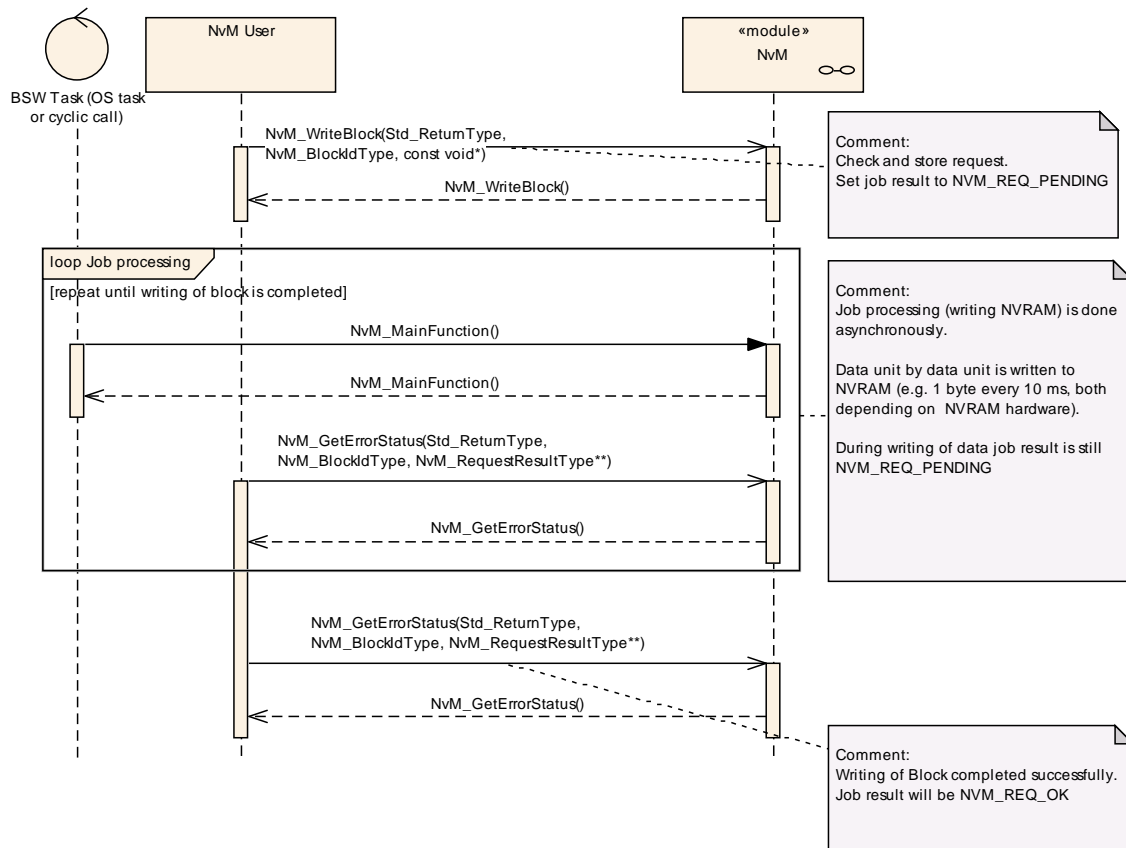 NvM User
«module»
NvM
BSW Task (OS task
or cyclic call)
NvM_WriteBlock(Std_ReturnType,
NvM_BlockIdType, const void*)
Comment:
Check and store request.
Set job result to NVM_REQ_PENDING
NvM_WriteBlock()
loop Job processing
[repeat until writing of block is completed]
Comment:
Job processing (writing NVRAM) is done
asynchronously.
Data unit by data unit is written to
NVRAM (e.g. 1 byte every 10 ms, both
depending on  NVRAM hardware).
During writing of data job result is still
NVM_REQ_PENDING
NvM_MainFunction()
NvM_MainFunction()
NvM_GetErrorStatus(Std_ReturnType,
NvM_BlockIdType, NvM_RequestResultType**)
NvM_GetErrorStatus()
NvM_GetErrorStatus(Std_ReturnType,
NvM_BlockIdType, NvM_RequestResultType**)
NvM_GetErrorStatus()
Comment:
Writing of Block completed successfully.
Job result will be NVM_REQ_OK